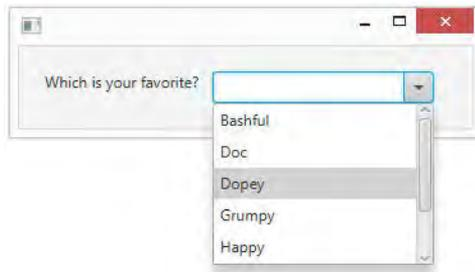 Which is your favorite?
Bashful
Doc
Dopey
Grumpy
Happy